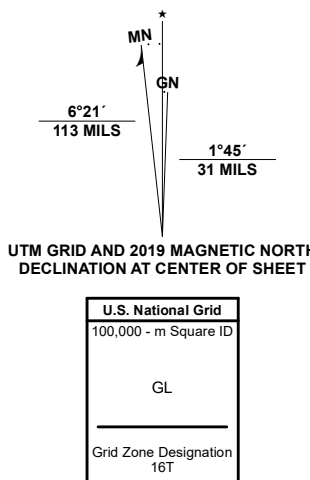 ★
MN
GN
6°21´
113 MILS
1°45´
31 MILS
UTM GRID AND 2019 MAGNETIC NORTH
DECLINATION AT CENTER OF SHEET
U.S. National Grid
100,000 - m Square ID
GL
Grid Zone Designation
16T